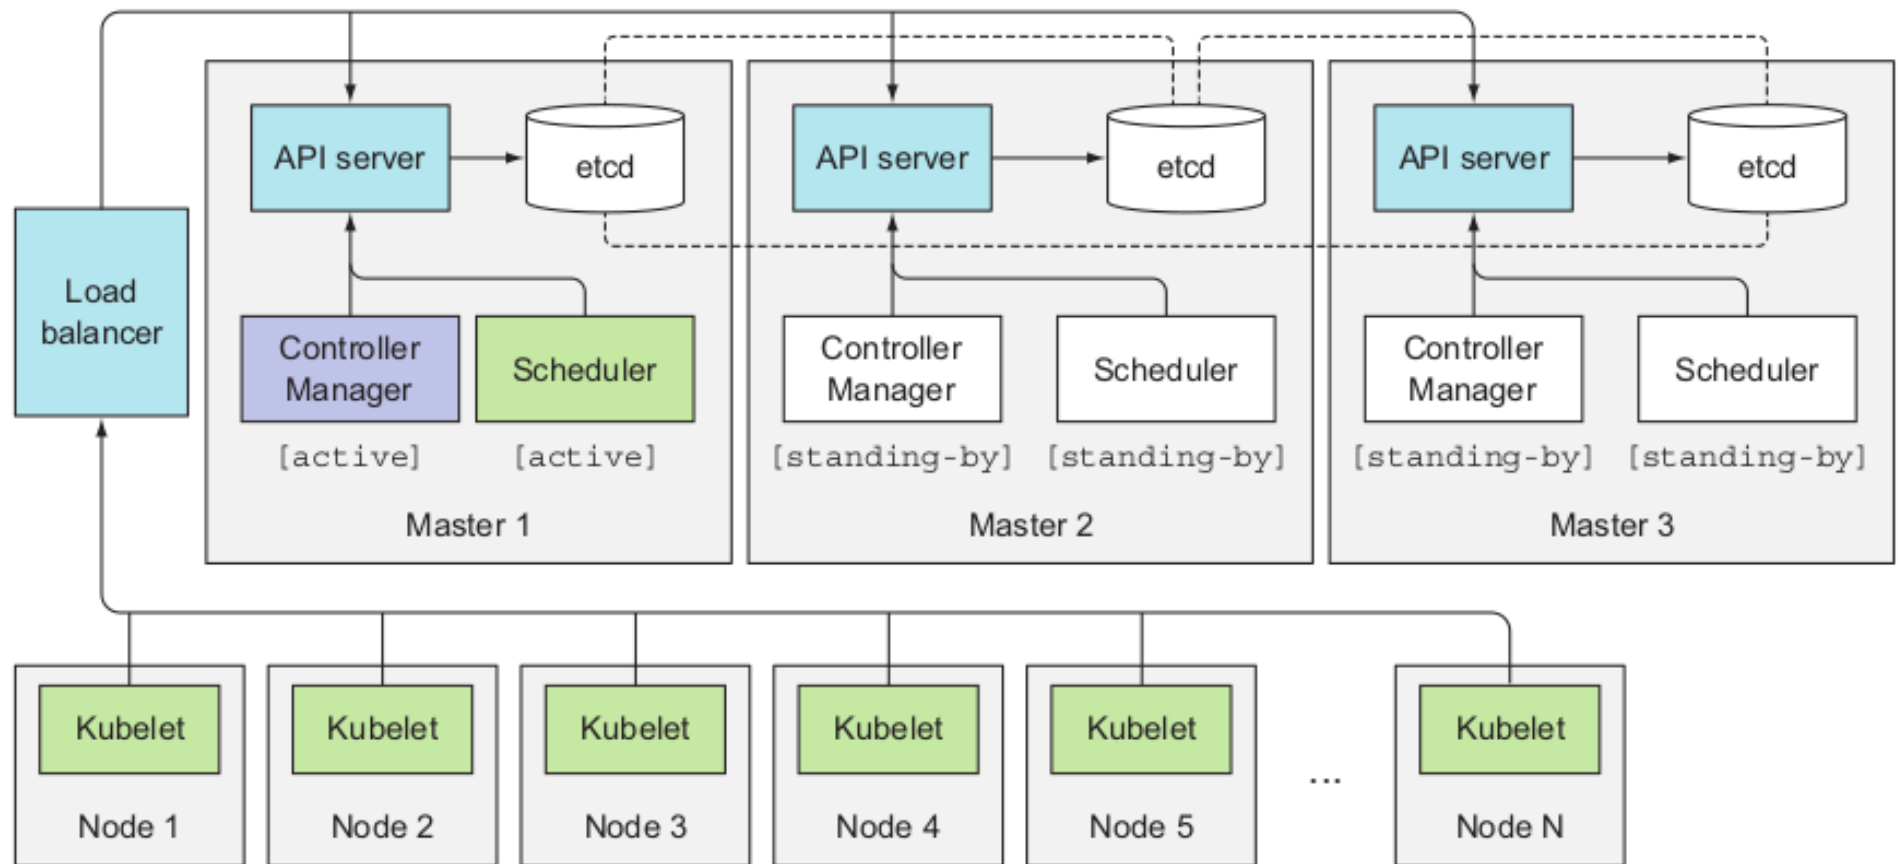 API server
etcd
API server
etcd
API server
etcd
Load
balancer
Controller
Manager
Scheduler
Controller
Manager
Scheduler
Controller
Manager
Scheduler
[active]
[active]
[standing-by]
[standing-by]
[standing-by]
[standing-by]
Master 1
Master 2
Master 3
Kubelet
Kubelet
Kubelet
Kubelet
Kubelet
...
Kubelet
Node 1
Node 2
Node 3
Node 4
Node 5
Node N